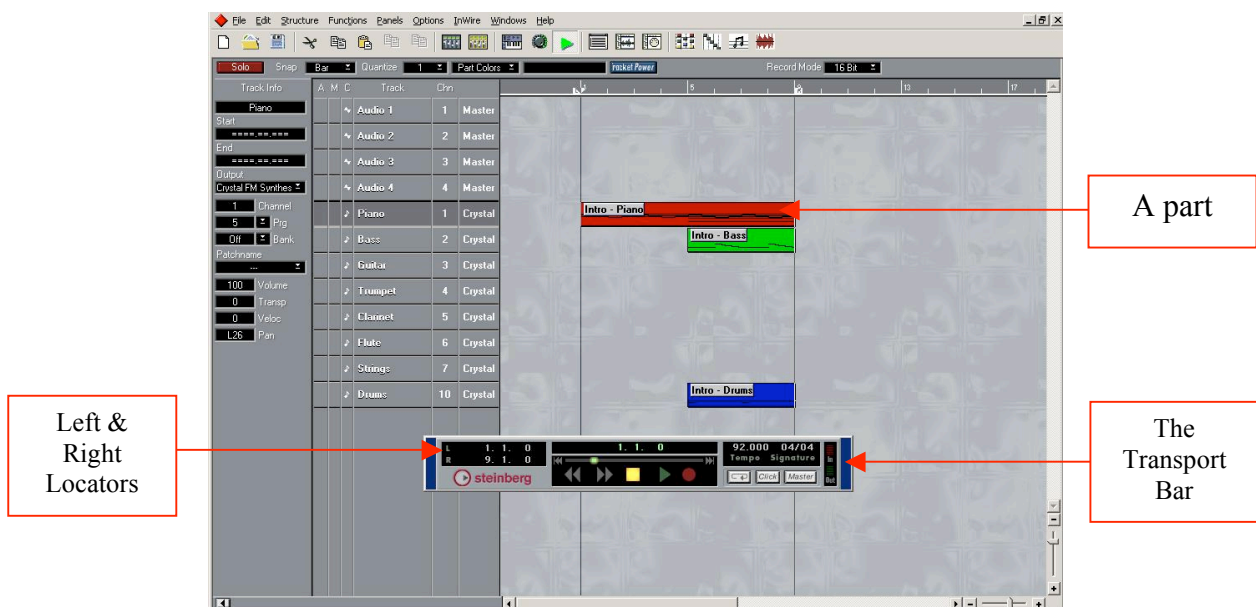 File Edit Structure Functions Panels Options InWire Windows Help
Solo Snap Bar Quantize 1 Part Colors rocket Power Record Mode 16 Bit
Track Info A M C Track Chn 5 13 17
Piano
Start
====.==.===
End
====.==.===
Output
Crystal FM Synthes
1 Channel
5 Prg
Off Bank
Patchname
---
100 Volume
0 Transp
0 Veloc
L26 Pan
Audio 1 1 Master
Audio 2 2 Master
Audio 3 3 Master
Audio 4 4 Master
Piano 1 Crystal
Bass 2 Crystal
Guitar 3 Crystal
Trumpet 4 Crystal
Clarinet 5 Crystal
Flute 6 Crystal
Strings 7 Crystal
Drums 10 Crystal
Intro - Piano
Intro - Bass
Intro - Drums
A part
Left &
Right
Locators
L 1. 1. 0
R 9. 1. 0
steinberg
1. 1. 0
92.000 04/04
Tempo Signature
Click Master
In
Out
The
Transport
Bar